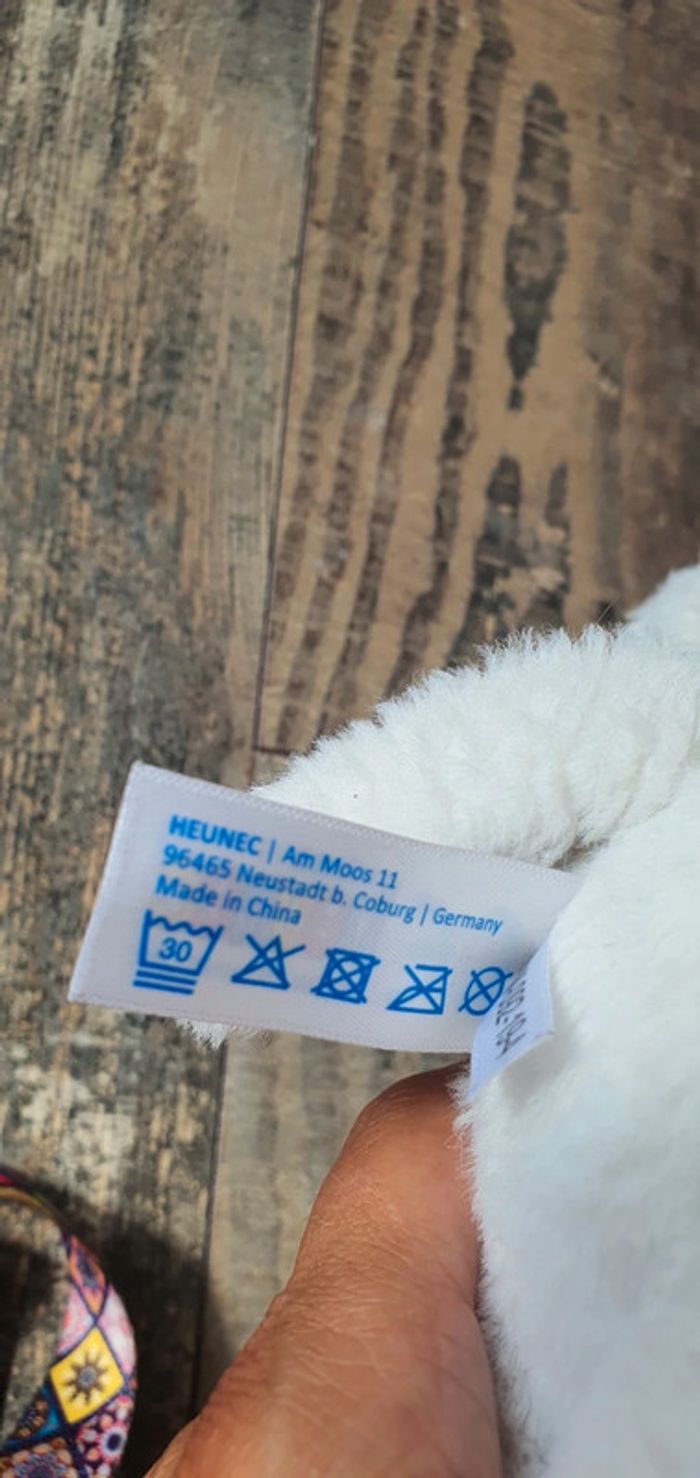 HEUNEC | Am Moos 11
96465 Neustadt b. Coburg | Germany
Made in China
30